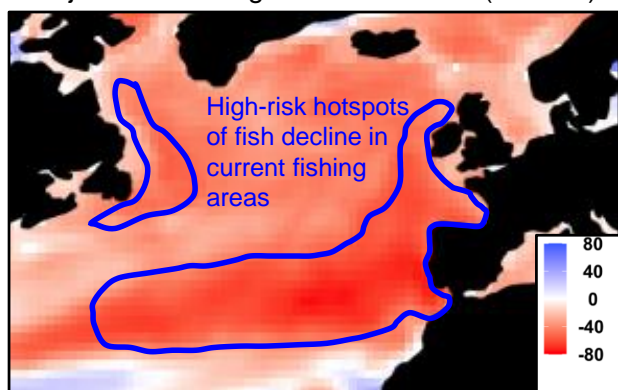 High-risk hotspots
of fish decline in
current fishing
areas
80
40
0
-40
-80